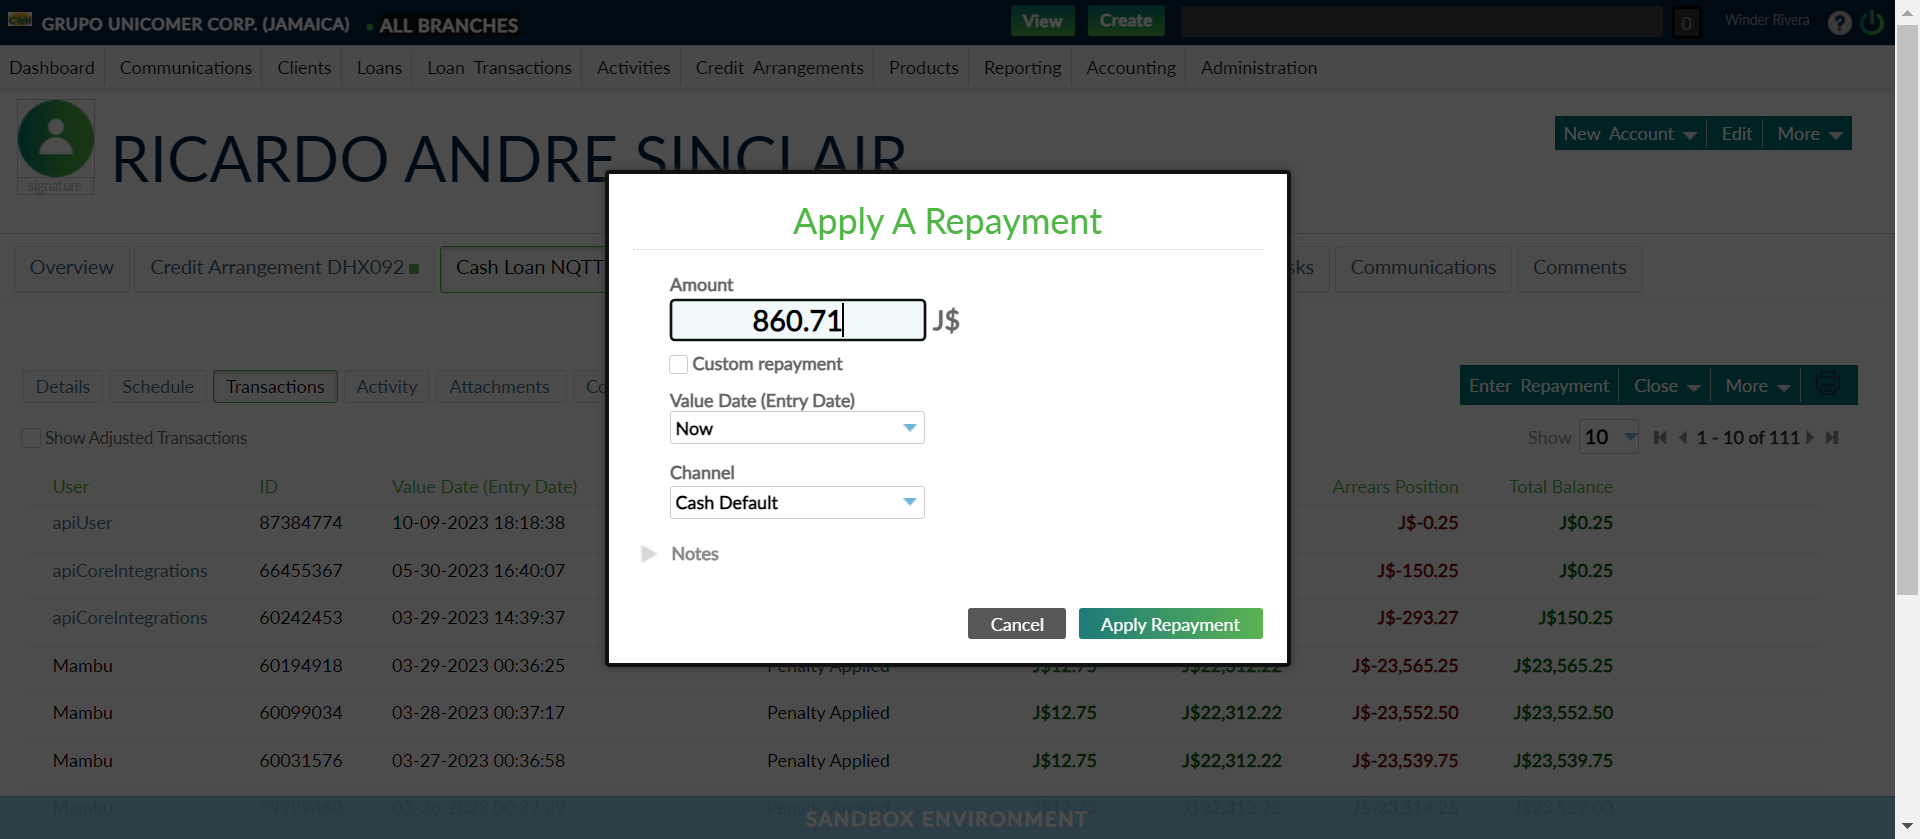 GRUPO UNICOMER CORP. (JAMAICA) ALL BRANCHES View Create 0 Winder Rivera ?
Dashboard Communications Clients Loans Loan Transactions Activities Credit Arrangements Products Reporting Accounting Administration
RICARDO ANDRE SINCLAIR
signature
New Account Edit More
Overview Credit Arrangement DHX092 Cash Loan NQTT Communications Comments
Apply A Repayment
Amount
860.71 J$
Custom repayment
Value Date (Entry Date)
Now
Channel
Cash Default
Notes
Cancel Apply Repayment
Details Schedule Transactions Activity Attachments Enter Repayment Close More
Show Adjusted Transactions Show 10 1 - 10 of 111
User ID Value Date (Entry Date) Arrears Position Total Balance
apiUser 87384774 10-09-2023 18:18:38 J$-0.25 J$0.25
apiCoreIntegrations 66455367 05-30-2023 16:40:07 J$-150.25 J$0.25
apiCoreIntegrations 60242453 03-29-2023 14:39:37 J$-293.27 J$150.25
Mambu 60194918 03-29-2023 00:36:25 Penalty Applied J$12.75 J$22,312.22 J$-23,565.25 J$23,565.25
Mambu 60099034 03-28-2023 00:37:17 Penalty Applied J$12.75 J$22,312.22 J$-23,552.50 J$23,552.50
Mambu 60031576 03-27-2023 00:36:58 Penalty Applied J$12.75 J$22,312.22 J$-23,539.75 J$23,539.75
Mambu 59999460 03-26-2023 00:37:29 Penalty Applied J$12.75 J$22,312.22 J$-23,514.25 J$23,527.00
SANDBOX ENVIRONMENT